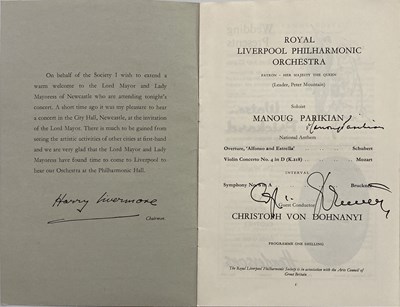 On behalf of the Society I wish to extend a
warm welcome to the Lord Mayor and Lady
Mayoress of Newcastle who are attending tonight's
concert. A short time ago it was my pleasure to hear
a concert in the City Hall, Newcastle, at the invitation
of the Lord Mayor. There is much to be gained from
seeing the artistic activities of other cities at first-hand
and we are very glad that the Lord Mayor and Lady
Mayoress have found time to come to Liverpool to
hear our Orchestra at the Philharmonic Hall.
Harry Livermore
Chairman
ROYAL
LIVERPOOL PHILHARMONIC
ORCHESTRA
PATRON - HER MAJESTY THE QUEEN
(Leader, Peter Mountain)
Soloist
MANOUG PARIKIAN
Manoug Parikian
National Anthem
Overture, 'Alfonso and Estrella' Schubert
Violin Concerto No. 4 in D (K.218) Mozart
INTERVAL
Symphony No. in A Bruckner
Guest Conductor
CHRISTOPH VON DOHNANYI
PROGRAMME ONE SHILLING
The Royal Liverpool Philharmonic Society in association with the Arts Council of
Great Britain